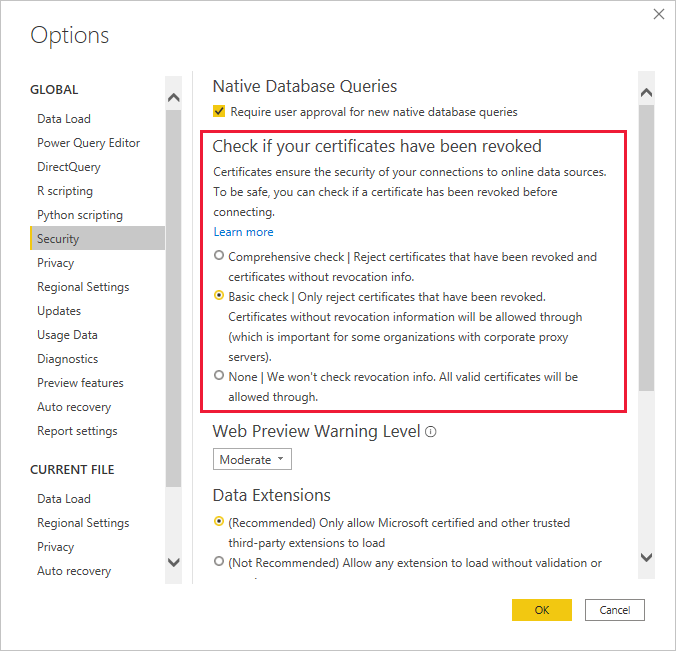 Options
GLOBAL
Data Load
Power Query Editor
DirectQuery
R scripting
Python scripting
Security
Privacy
Regional Settings
Updates
Usage Data
Diagnostics
Preview features
Auto recovery
Report settings
CURRENT FILE
Data Load
Regional Settings
Privacy
Auto recovery
Native Database Queries
Require user approval for new native database queries
Check if your certificates have been revoked
Certificates ensure the security of your connections to online data sources.
To be safe, you can check if a certificate has been revoked before
connecting.
Learn more
Comprehensive check | Reject certificates that have been revoked and
certificates without revocation info.
Basic check | Only reject certificates that have been revoked.
Certificates without revocation information will be allowed through
(which is important for some organizations with corporate proxy
servers).
None | We won't check revocation info. All valid certificates will be
allowed through.
Web Preview Warning Level
Moderate
Data Extensions
(Recommended) Only allow Microsoft certified and other trusted
third-party extensions to load
(Not Recommended) Allow any extension to load without validation or
OK
Cancel